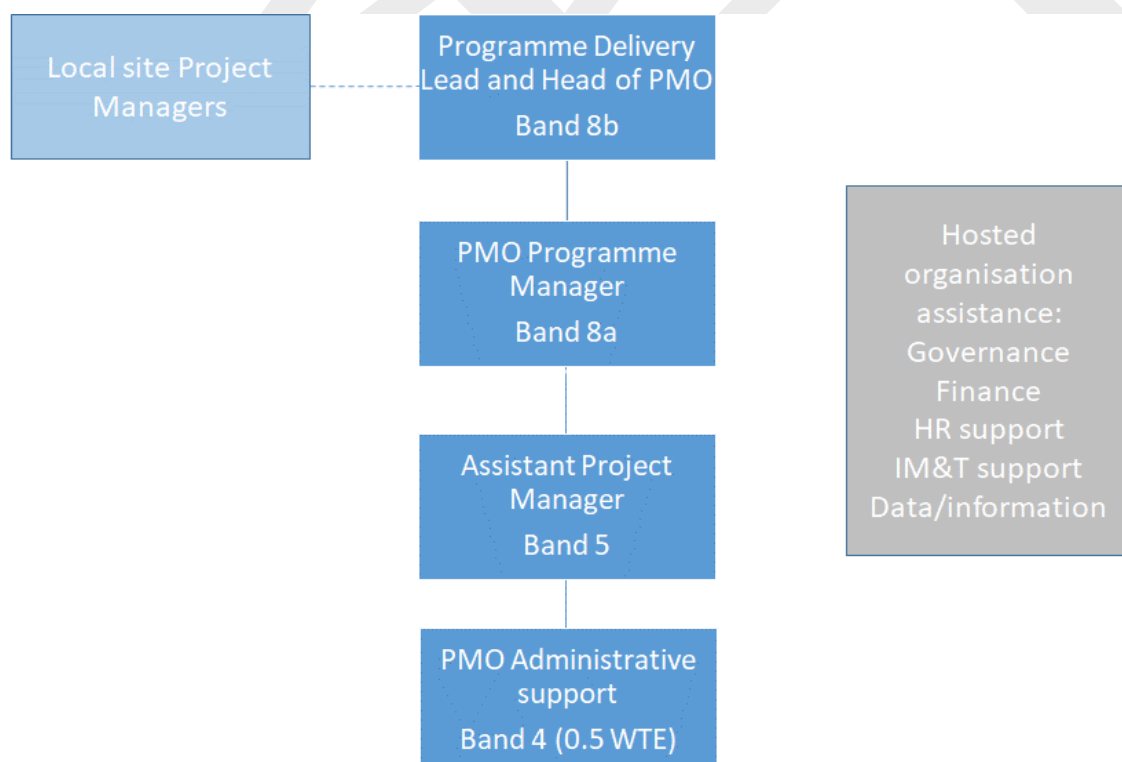 Local site Project
Managers
Programme Delivery
Lead and Head of PMO
Band 8b
PMO Programme
Manager
Band 8a
Assistant Project
Manager
Band 5
PMO Administrative
support
Band 4 (0.5 WTE)
Hosted
organisation
assistance:
Governance
Finance
HR support
IM&T support
Data/information